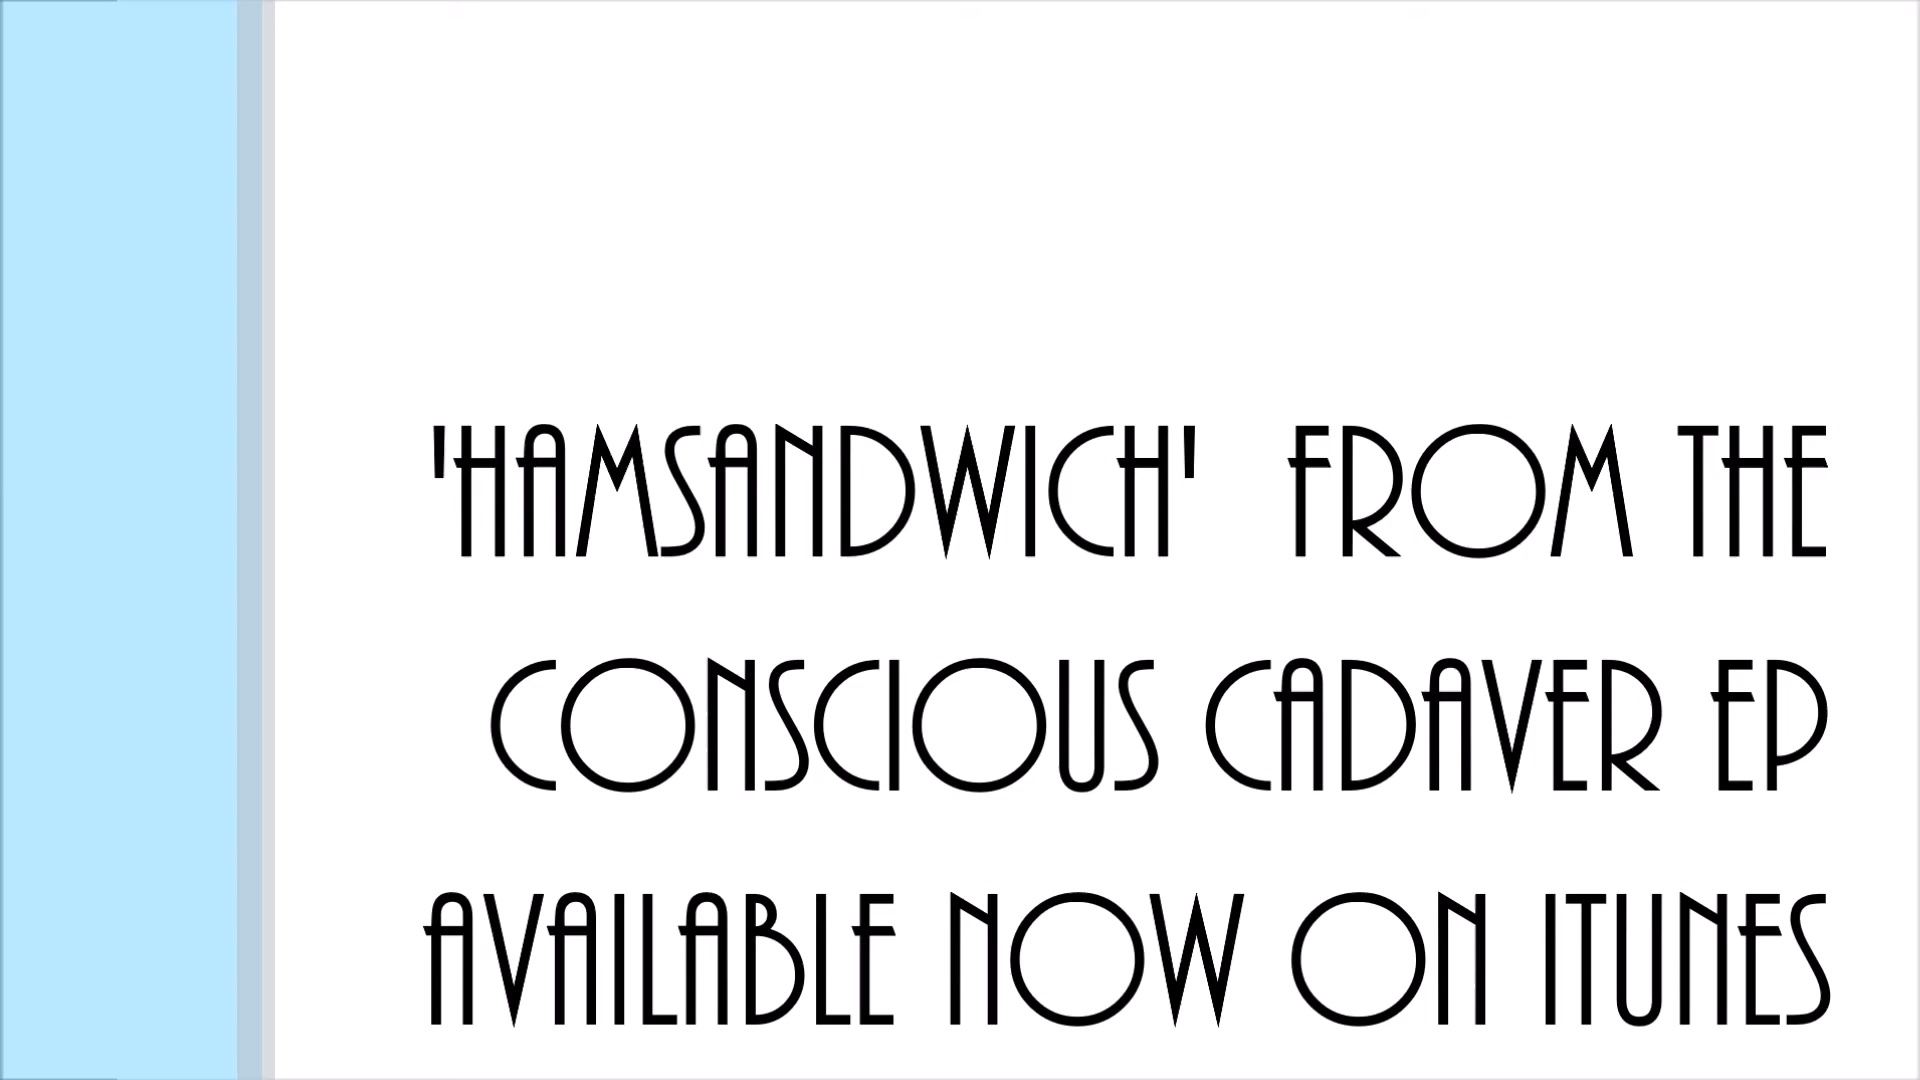 'HAMSANDWICH' FROM THE
CONSCIOUS CADAVER EP
AVAILABLE NOW ON ITUNES